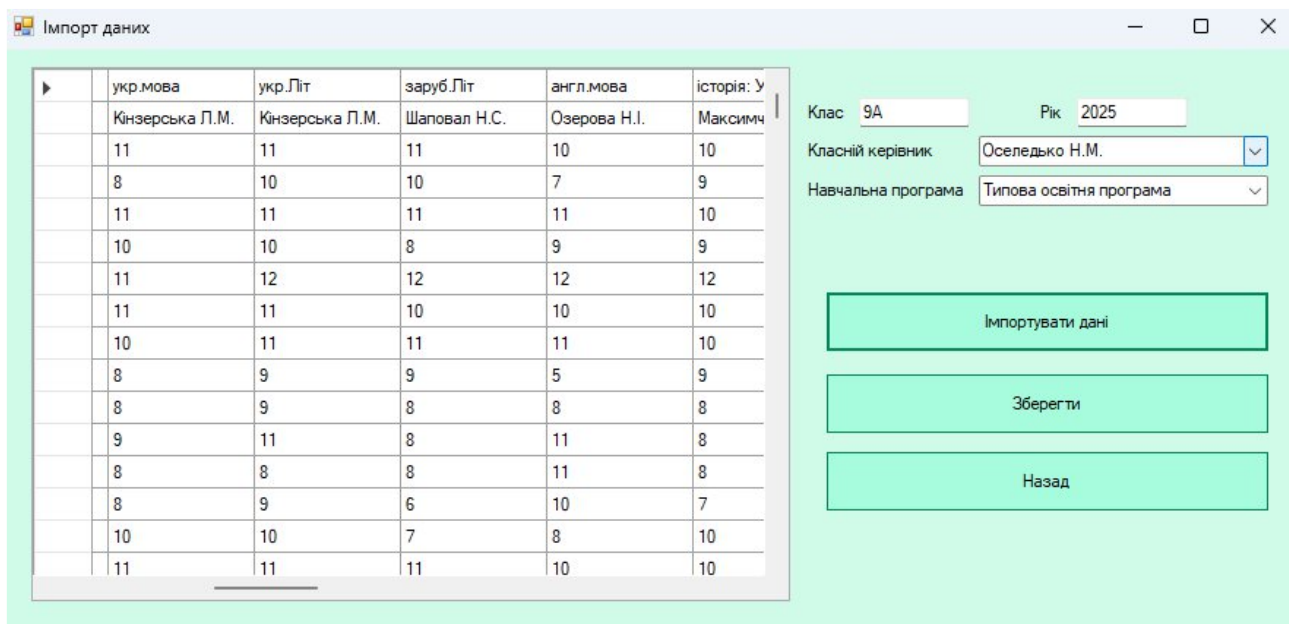 Імпорт даних
укр.мова укр.Літ заруб.Літ англ.мова історія: У
Кінзерська Л.М. Кінзерська Л.М. Шаповал Н.С. Озерова Н.І. Максимч
11 11 11 10 10
8 10 10 7 9
11 11 11 11 10
10 10 8 9 9
11 12 12 12 12
11 11 10 10 10
10 11 11 11 10
8 9 9 5 9
8 9 8 8 8
9 11 8 11 8
8 8 8 11 8
8 9 6 10 7
10 10 7 8 10
11 11 11 10 10
Клас 9А Рік 2025
Класній керівник Оселедько Н.М.
Навчальна програма Типова освітня програма
Імпортувати дані
Зберегти
Назад